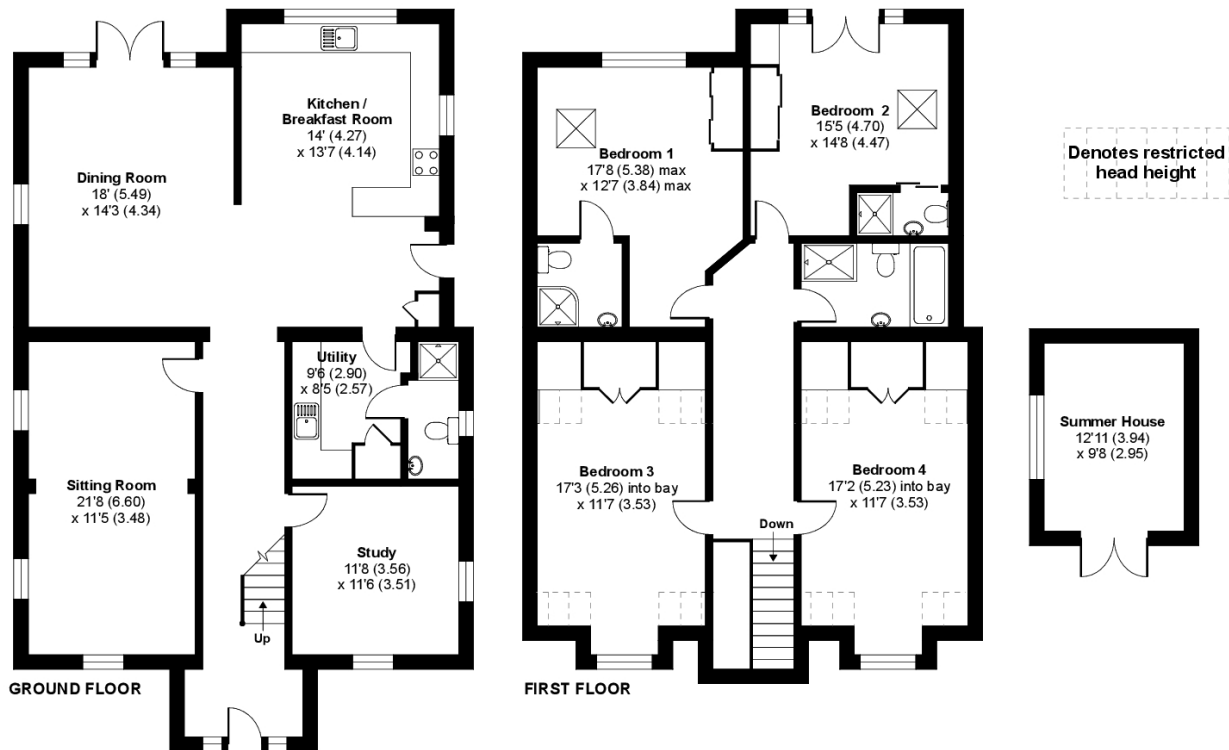 Kitchen /
Breakfast Room
14' (4.27)
x 13'7 (4.14)
Dining Room
18' (5.49)
x 14'3 (4.34)
Utility
9'6 (2.90)
x 8'5 (2.57)
Sitting Room
21'8 (6.60)
x 11'5 (3.48)
Study
11'8 (3.56)
x 11'6 (3.51)
Up
GROUND FLOOR
Bedroom 1
17'8 (5.38) max
x 12'7 (3.84) max
Bedroom 2
15'5 (4.70)
x 14'8 (4.47)
Bedroom 3
17'3 (5.26) into bay
x 11'7 (3.53)
Bedroom 4
17'2 (5.23) into bay
x 11'7 (3.53)
Down
FIRST FLOOR
Denotes restricted
head height
Summer House
12'11 (3.94)
x 9'8 (2.95)